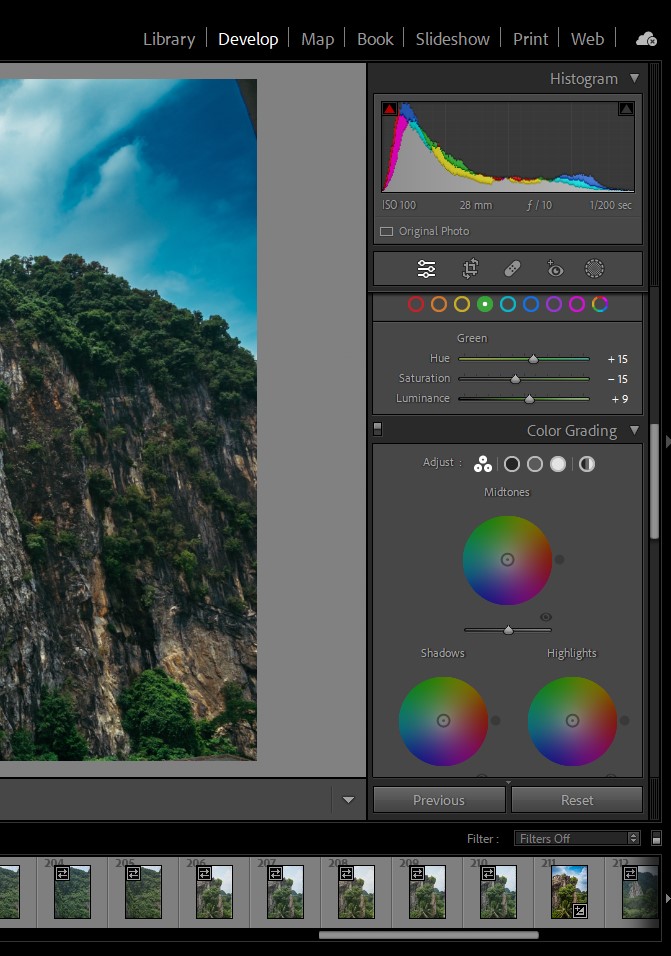 Library | Develop | Map | Book | Slideshow | Print | Web |
Histogram
ISO 100 28 mm ƒ / 10 1/200 sec
Original Photo
Green
Hue + 15
Saturation – 15
Luminance + 9
Color Grading
Adjust :
Midtones
Shadows Highlights
Previous Reset
Filter : Filters Off
204 205 206 207 208 209 210 211 212